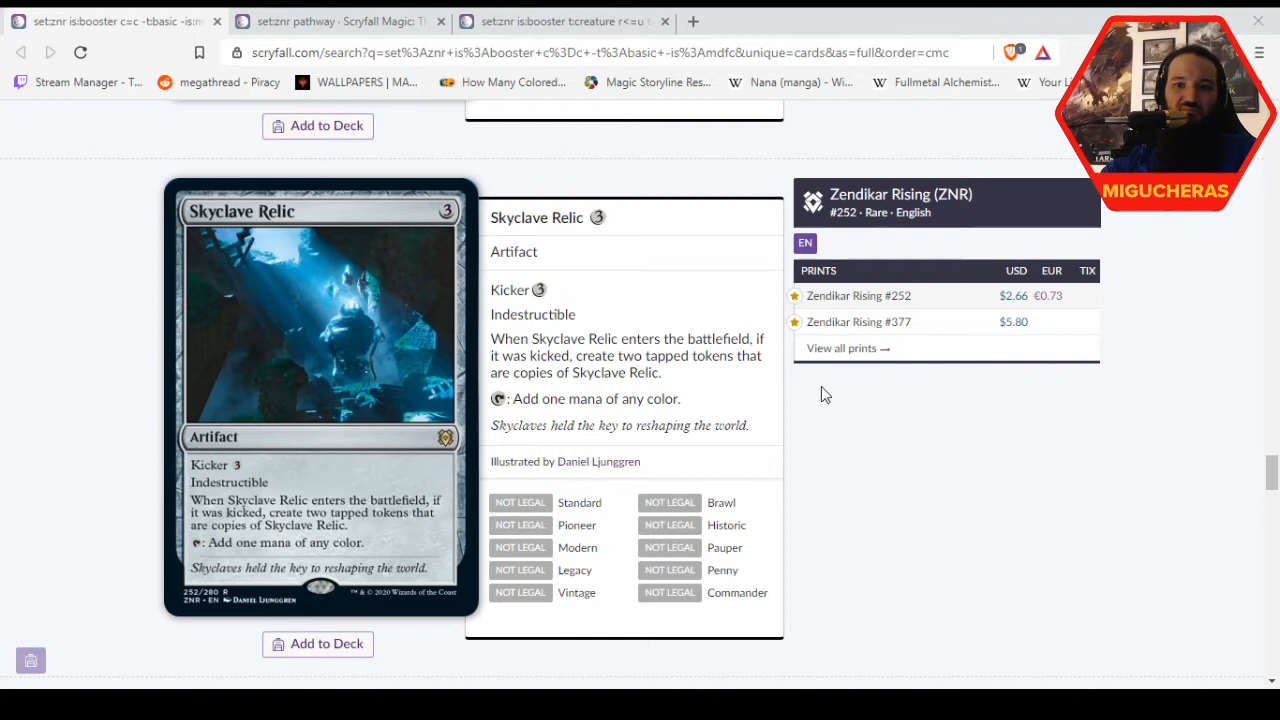 set:znr is:booster c=c -t:basic -is:m
set:znr pathway · Scryfall Magic: Th
set:znr is:booster t:creature r<=u t
scryfall.com/search?q=set%3Aznr+is%3Abooster+c%3Dc+-t%3Abasic+-is%3Amdfc&unique=cards&as=full&order=cmc
1
Stream Manager - T...
megathread - Piracy
WALLPAPERS | MA...
How Many Colored...
Magic Storyline Res...
Nana (manga) - Wi...
Fullmetal Alchemist...
Your Li
MIGUCHERAS
Add to Deck
Skyclave Relic 3
Artifact
Kicker 3
Indestructible
When Skyclave Relic enters the battlefield, if
it was kicked, create two tapped tokens that
are copies of Skyclave Relic.
: Add one mana of any color.
Skyclaves held the key to reshaping the world.
252/280 R
ZNR • EN DANIEL LJUNGGREN
™ & © 2020 Wizards of the Coast
Add to Deck
Skyclave Relic 3
Artifact
Kicker 3
Indestructible
When Skyclave Relic enters the battlefield, if
it was kicked, create two tapped tokens that
are copies of Skyclave Relic.
: Add one mana of any color.
Skyclaves held the key to reshaping the world.
Illustrated by Daniel Ljunggren
NOT LEGAL Standard NOT LEGAL Brawl
NOT LEGAL Pioneer NOT LEGAL Historic
NOT LEGAL Modern NOT LEGAL Pauper
NOT LEGAL Legacy NOT LEGAL Penny
NOT LEGAL Vintage NOT LEGAL Commander
Zendikar Rising (ZNR)
#252 · Rare · English
EN
PRINTS USD EUR TIX
Zendikar Rising #252 $2.66 €0.73
Zendikar Rising #377 $5.80
View all prints →